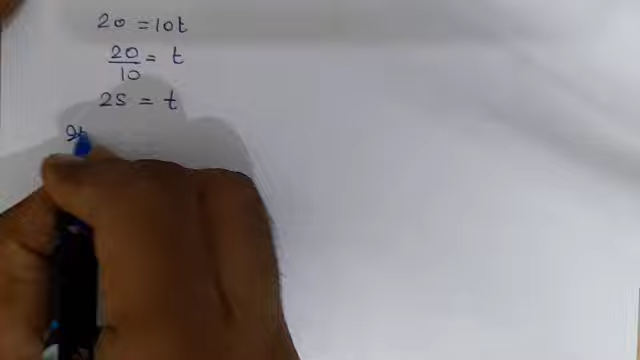 20 = 10t
20/10 = t
2s = t